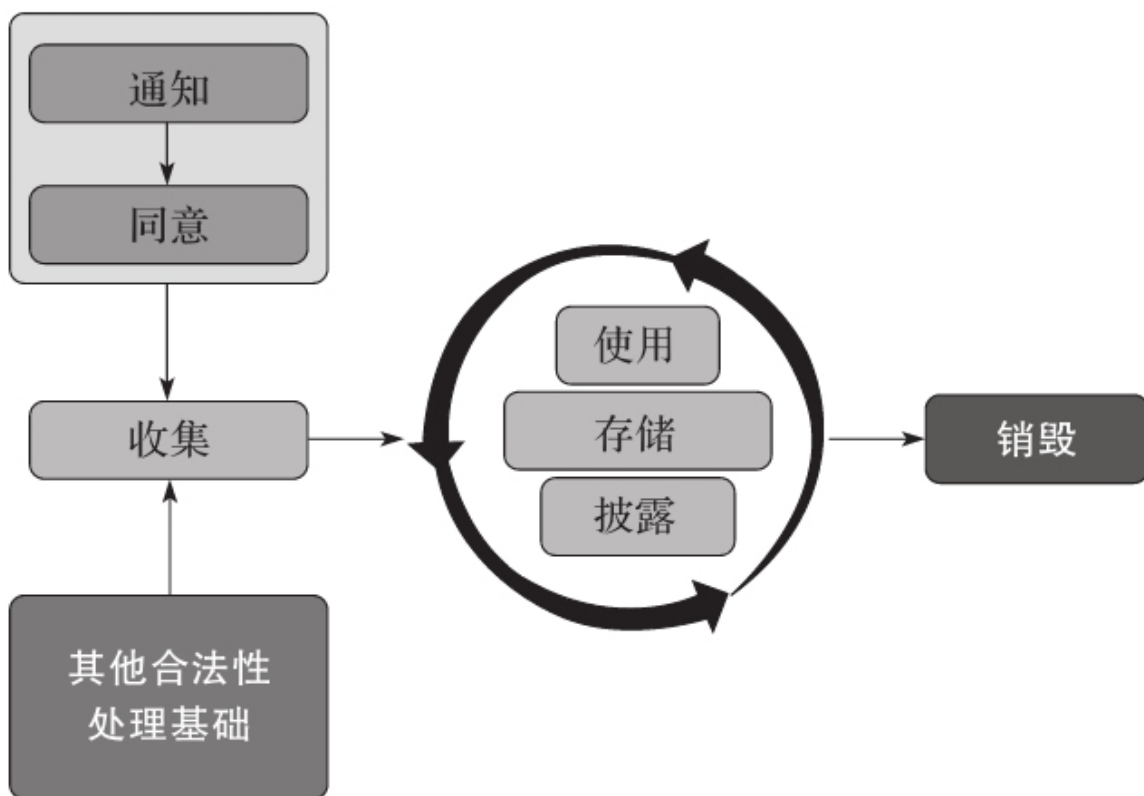 通知
同意
收集
使用
存储
披露
销毁
其他合法性
处理基础